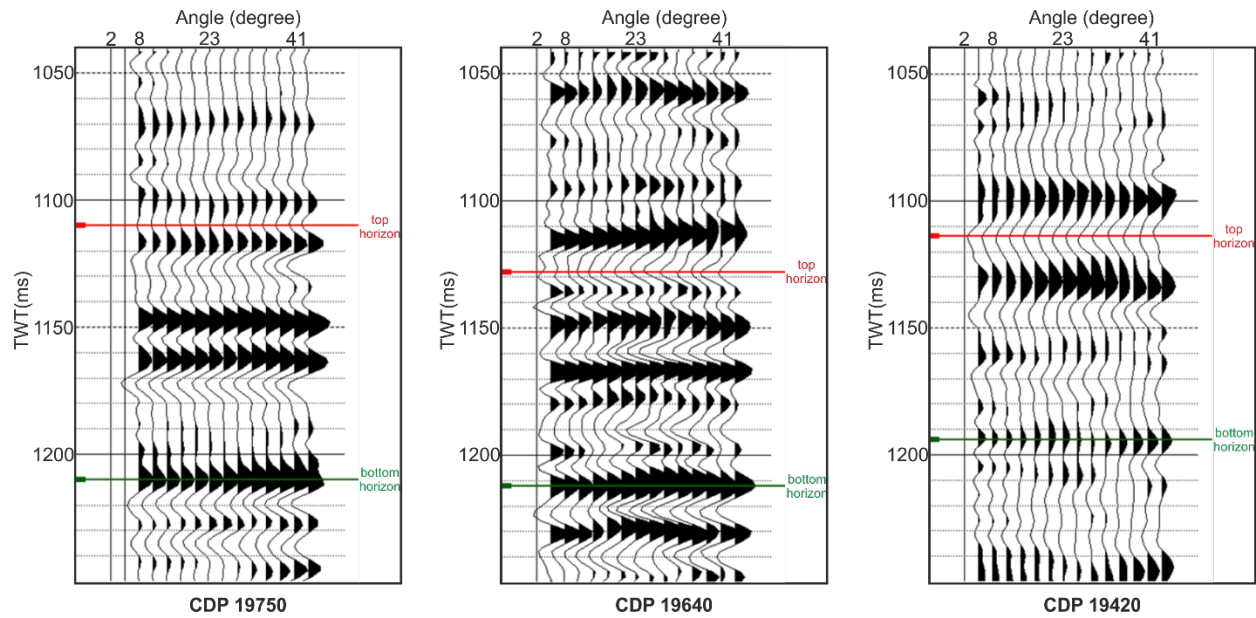 Angle (degree)
2 8 23 41
1050
1100
1150
1200
TWT(ms)
top
horizon
bottom
horizon
CDP 19750
Angle (degree)
2 8 23 41
1050
1100
1150
1200
TWT(ms)
top
horizon
bottom
horizon
CDP 19640
Angle (degree)
2 8 23 41
1050
1100
1150
1200
TWT(ms)
top
horizon
bottom
horizon
CDP 19420